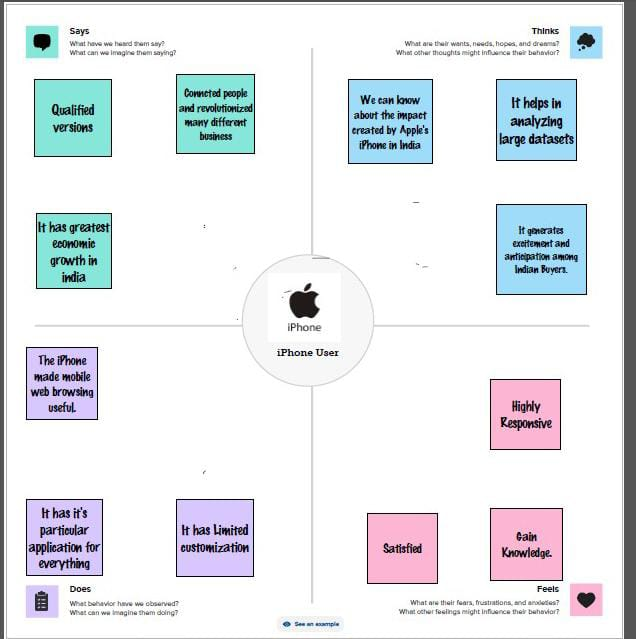 Says
What have we heard them say?
What can we imagine them saying?
Qualified
versions
Conncted people
and revolutionized
many different
business
It has greatest
economic
growth in
india
Thinks
What are their wants, needs, hopes, and dreams?
What other thoughts might influence their behavior?
We can know
about the impact
created by Apple's
iPhone in India
It helps in
analyzing
large datasets
It generates
excitement and
anticipation among
Indian Buyers.
iPhone
iPhone User
The iPhone
made mobile
web browsing
useful.
It has it's
particular
application for
everything
It has Limited
customization
Does
What behavior have we observed?
What can we imagine them doing?
Highly
Responsive
Satisfied
Gain
Knowledge.
Feels
What are their fears, frustrations, and anxieties?
What other feelings might influence their behavior?
See an example